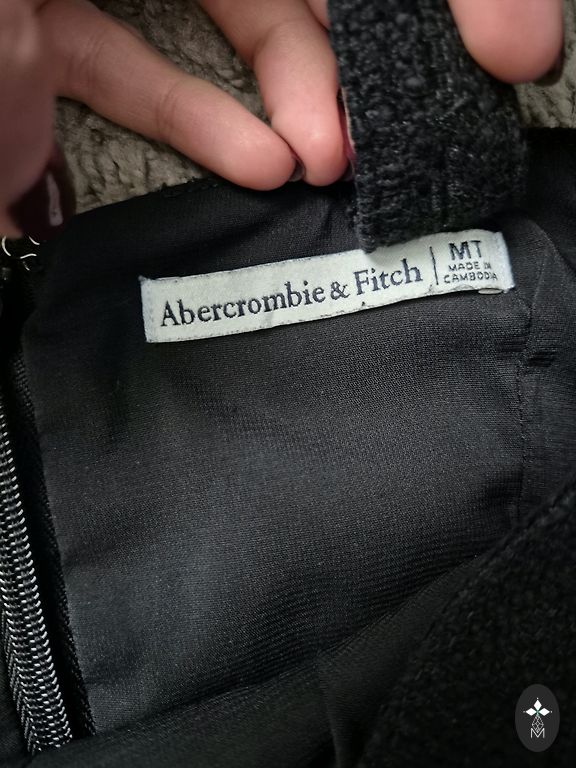 Abercrombie & Fitch
MT
MADE IN
CAMBODIA
M